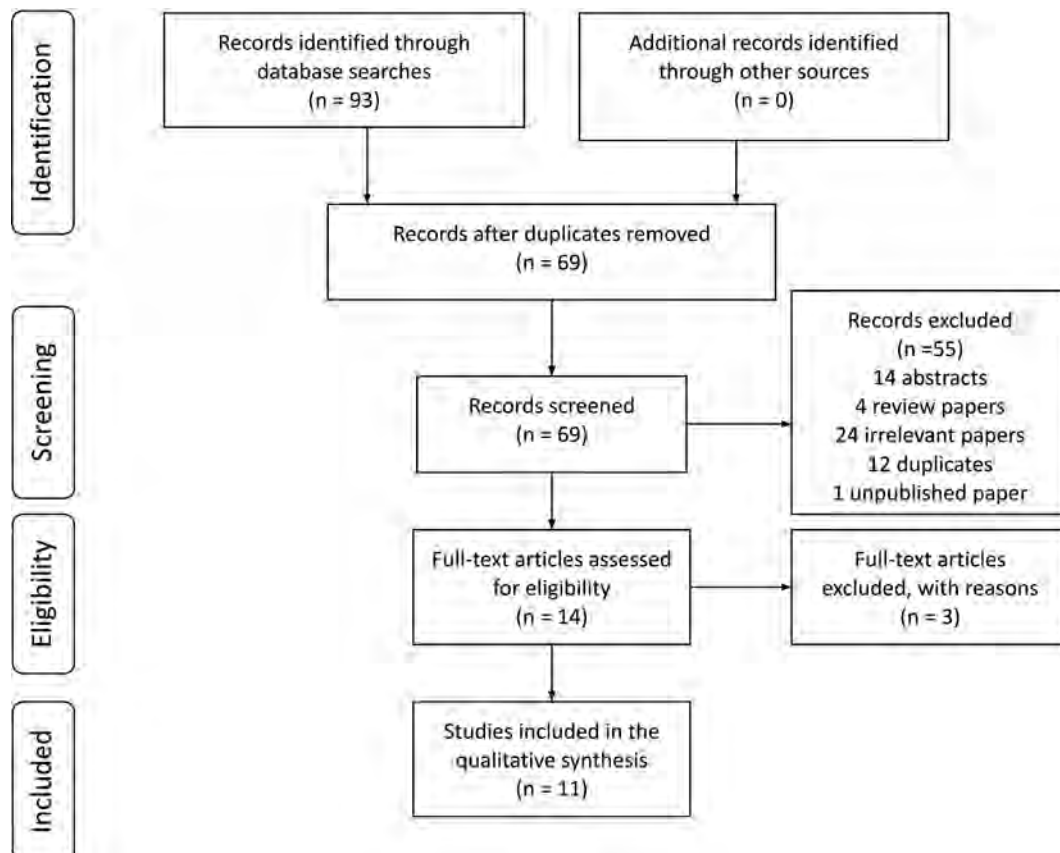 Identification
Records identified through
database searches
(n = 93)
Additional records identified
through other sources
(n = 0)
Records after duplicates removed
(n = 69)
Screening
Records screened
(n = 69)
Records excluded
(n =55)
14 abstracts
4 review papers
24 irrelevant papers
12 duplicates
1 unpublished paper
Eligibility
Full-text articles assessed
for eligibility
(n = 14)
Full-text articles
excluded, with reasons
(n = 3)
Included
Studies included in the
qualitative synthesis
(n = 11)